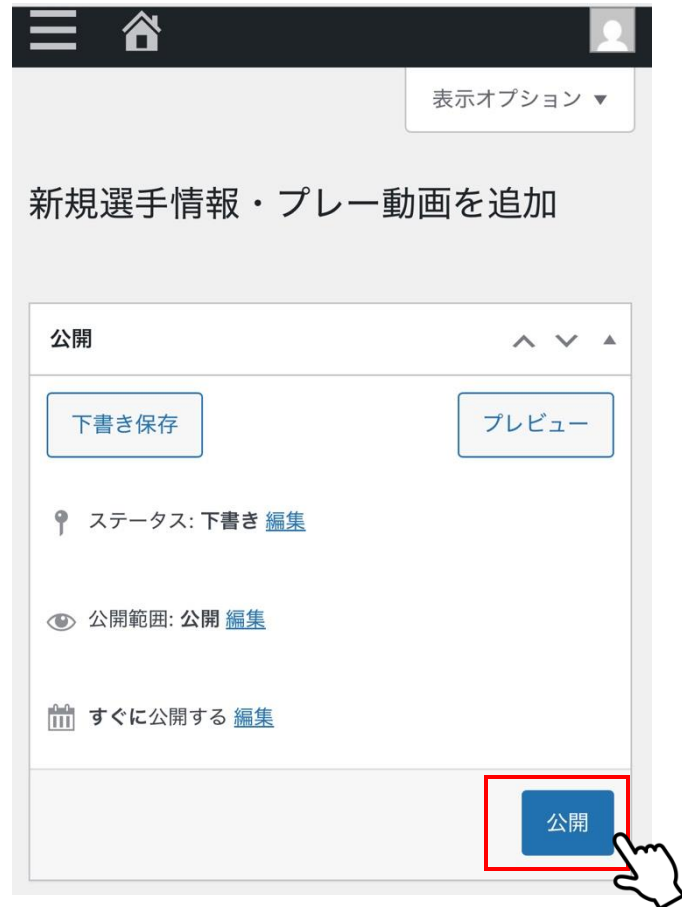 表示オプション ▼
新規選手情報・プレー動画を追加
公開
下書き保存
プレビュー
ステータス: 下書き 編集
公開範囲: 公開 編集
すぐに公開する 編集
公開